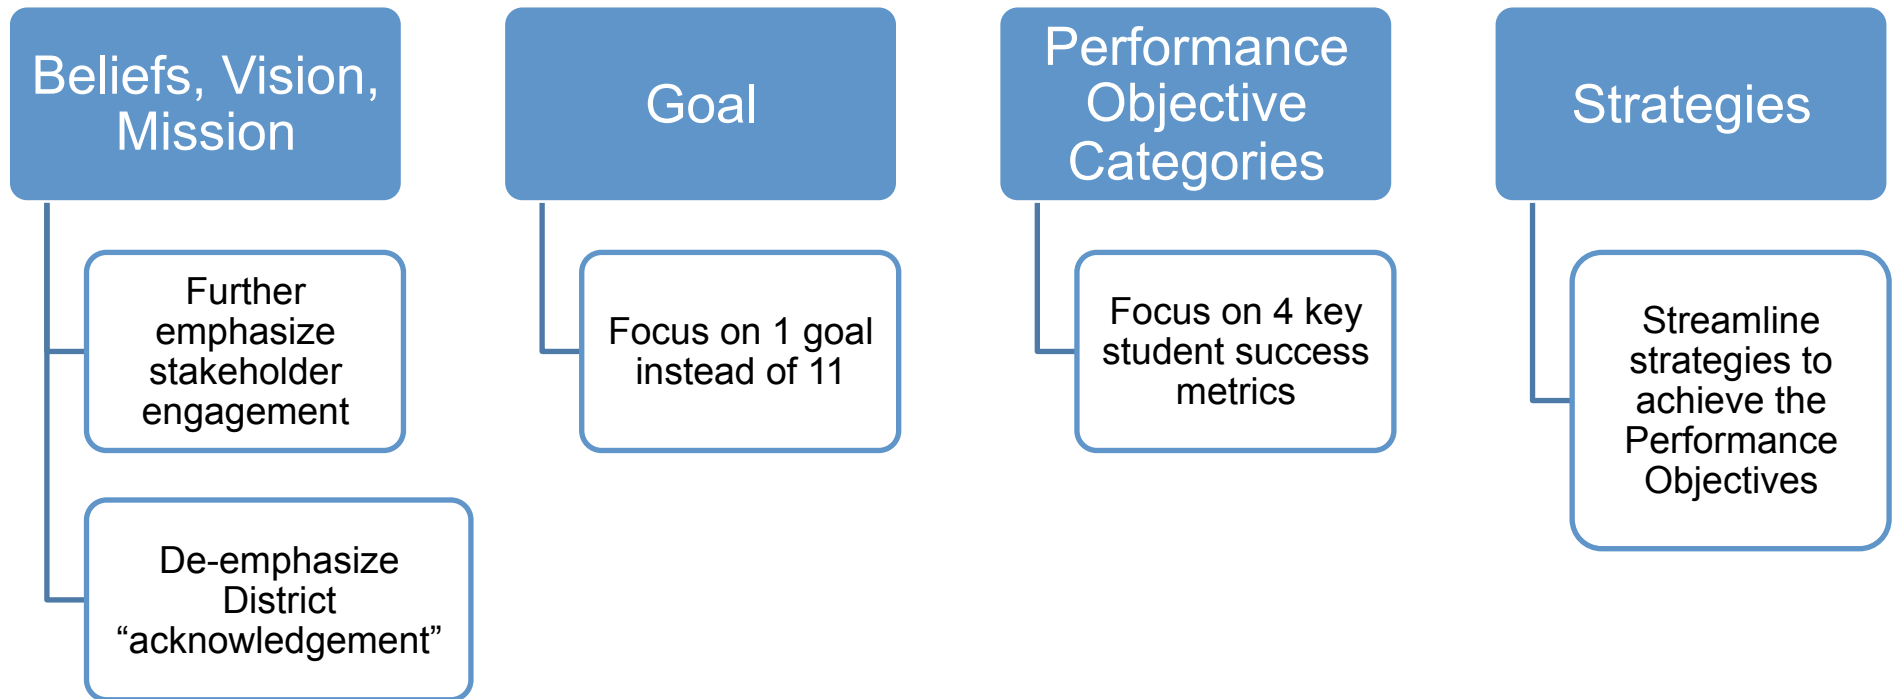 Beliefs, Vision,
Mission
Further
emphasize
stakeholder
engagement
De-emphasize
District
“acknowledgement”
Goal
Focus on 1 goal
instead of 11
Performance
Objective
Categories
Focus on 4 key
student success
metrics
Strategies
Streamline
strategies to
achieve the
Performance
Objectives